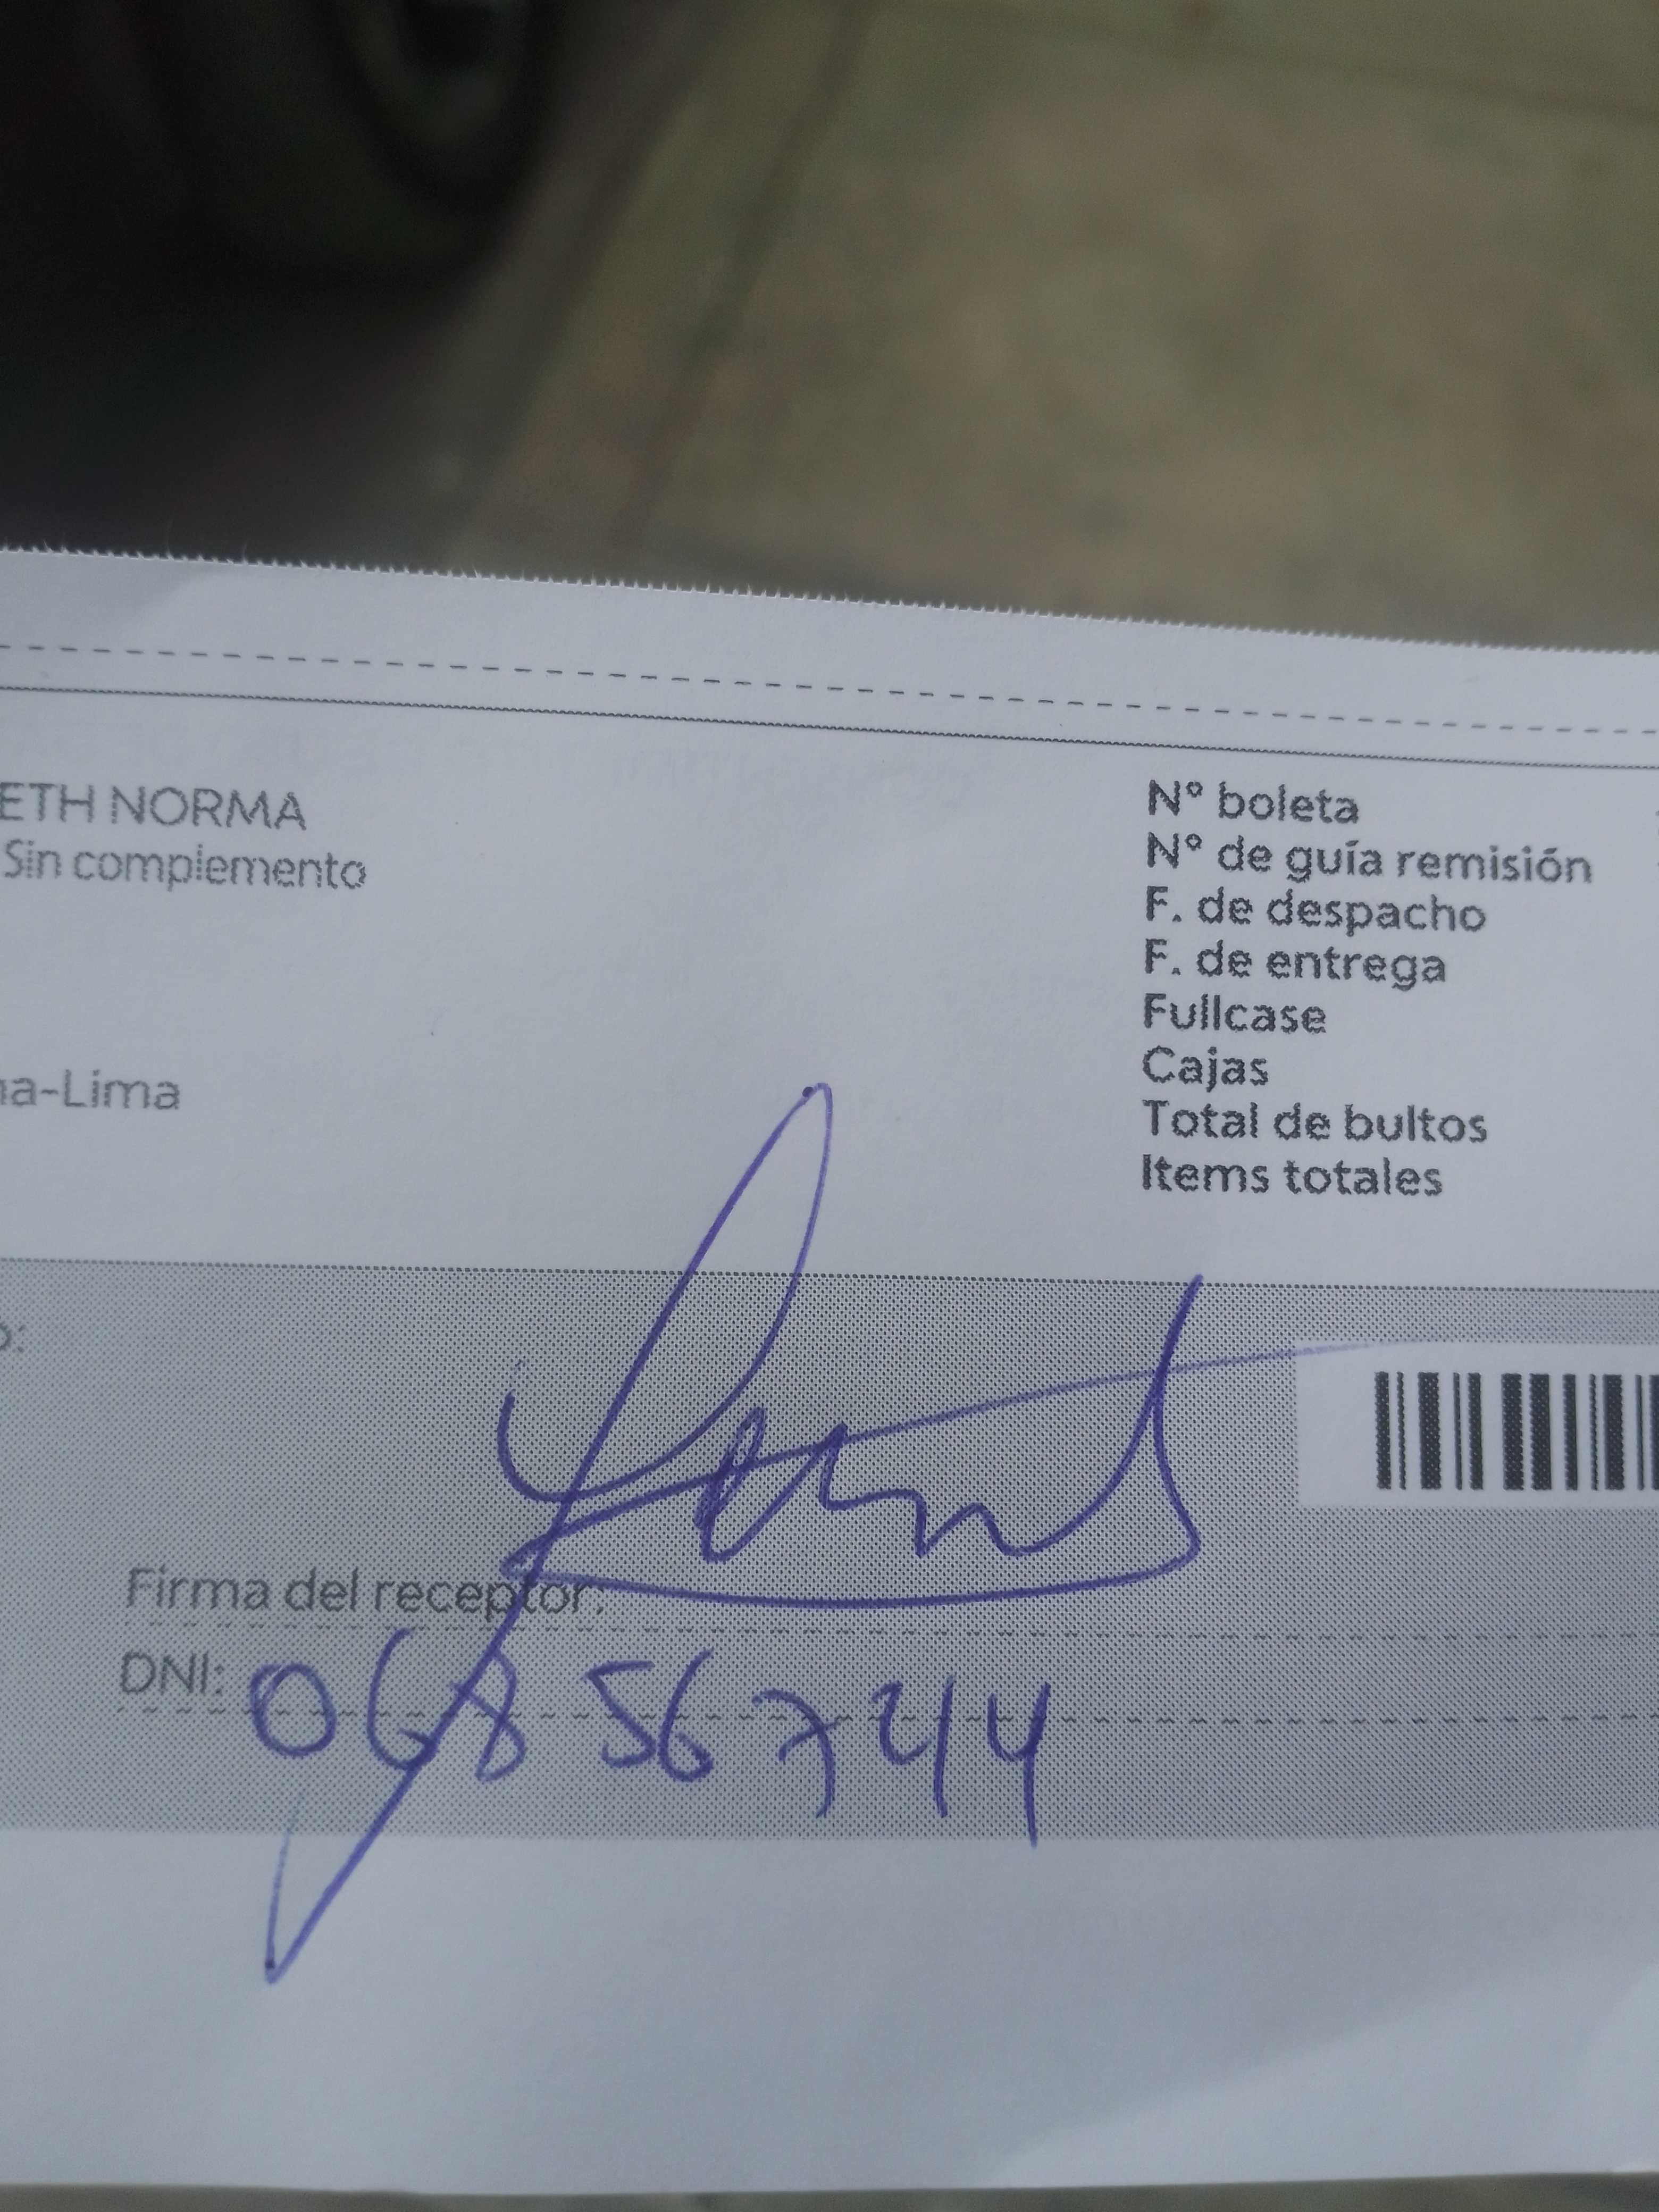 ETH NORMA
Sin complemento
na-Lima
N° boleta
N° de guía remisión
F. de despacho
F. de entrega
Fullcase
Cajas
Total de bultos
Items totales
o:
Firma del receptor:
DNI: 06856744